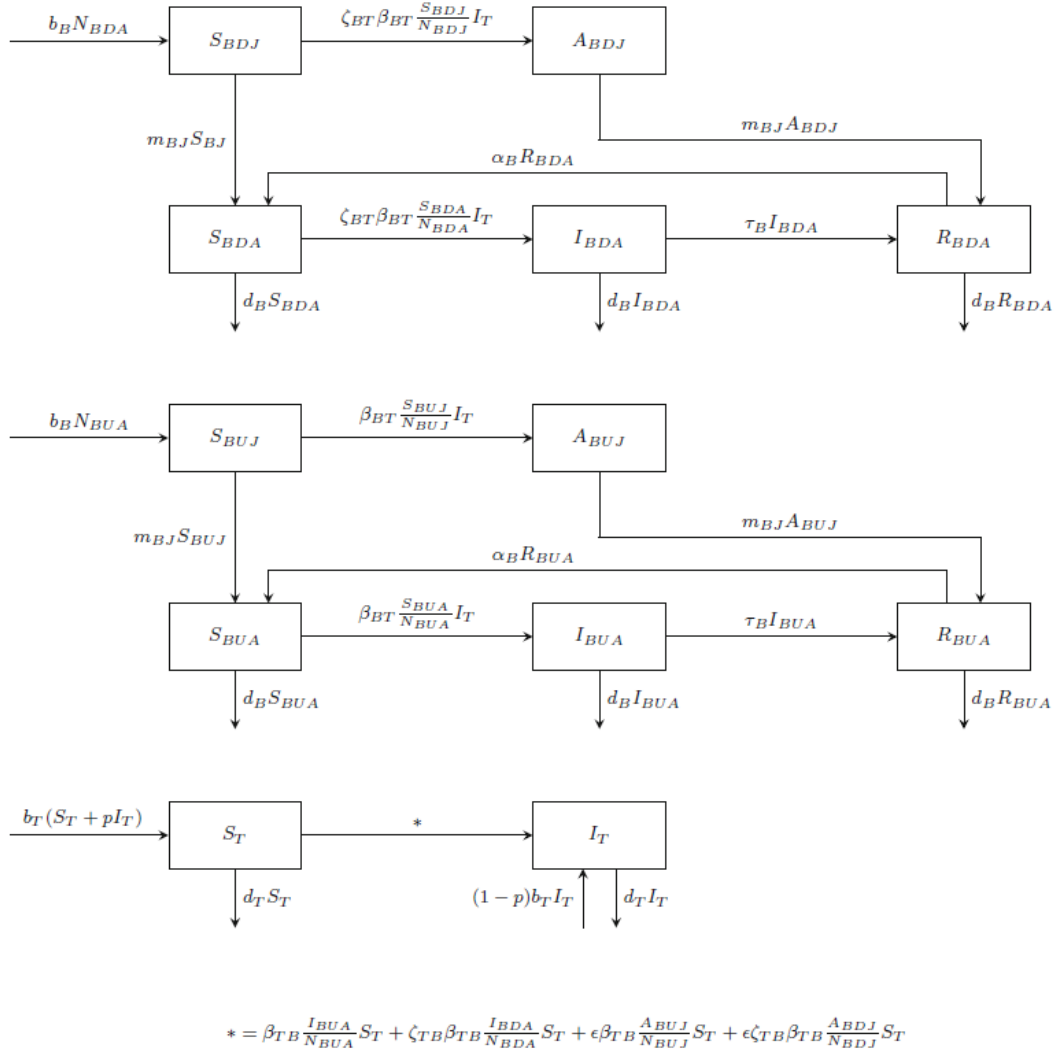 b_B N_{BDA}
S_{BDJ}
ζ_{BT} β_{BT} \frac{S_{BDJ}}{N_{BDJ}} I_T
A_{BDJ}
m_{BJ} S_{BJ}
m_{BJ} A_{BDJ}
α_B R_{BDA}
S_{BDA}
ζ_{BT} β_{BT} \frac{S_{BDA}}{N_{BDA}} I_T
I_{BDA}
τ_B I_{BDA}
R_{BDA}
d_B S_{BDA}
d_B I_{BDA}
d_B R_{BDA}
b_B N_{BUA}
S_{BUJ}
β_{BT} \frac{S_{BUJ}}{N_{BUJ}} I_T
A_{BUJ}
m_{BJ} S_{BUJ}
m_{BJ} A_{BUJ}
α_B R_{BUA}
S_{BUA}
β_{BT} \frac{S_{BUA}}{N_{BUA}} I_T
I_{BUA}
τ_B I_{BUA}
R_{BUA}
d_B S_{BUA}
d_B I_{BUA}
d_B R_{BUA}
b_T(S_T + pI_T)
S_T
*
I_T
d_T S_T
(1 − p)b_T I_T
d_T I_T
* = β_{TB} \frac{I_{BUA}}{N_{BUA}} S_T + ζ_{TB} β_{TB} \frac{I_{BDA}}{N_{BDA}} S_T + ϵβ_{TB} \frac{A_{BUJ}}{N_{BUJ}} S_T + ϵζ_{TB} β_{TB} \frac{A_{BDJ}}{N_{BDJ}} S_T